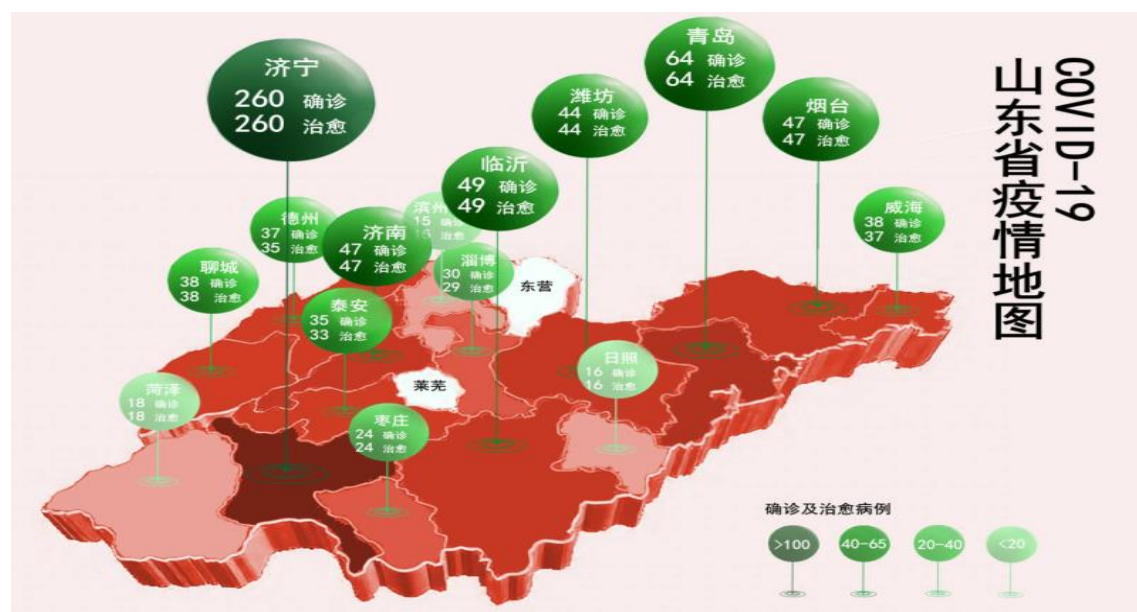 COVID-19
山东省疫情地图
济宁
260 确诊
260 治愈
青岛
64 确诊
64 治愈
潍坊
44 确诊
44 治愈
烟台
47 确诊
47 治愈
临沂
49 确诊
49 治愈
威海
38 确诊
37 治愈
德州
37 确诊
35 治愈
济南
47 确诊
47 治愈
滨州
15 确诊
治愈
聊城
38 确诊
38 治愈
淄博
30 确诊
29 治愈
东营
泰安
35 确诊
33 治愈
莱芜
日照
16 确诊
16 治愈
菏泽
18 确诊
18 治愈
枣庄
24 确诊
24 治愈
确诊及治愈病例
>100
40-65
20-40
<20